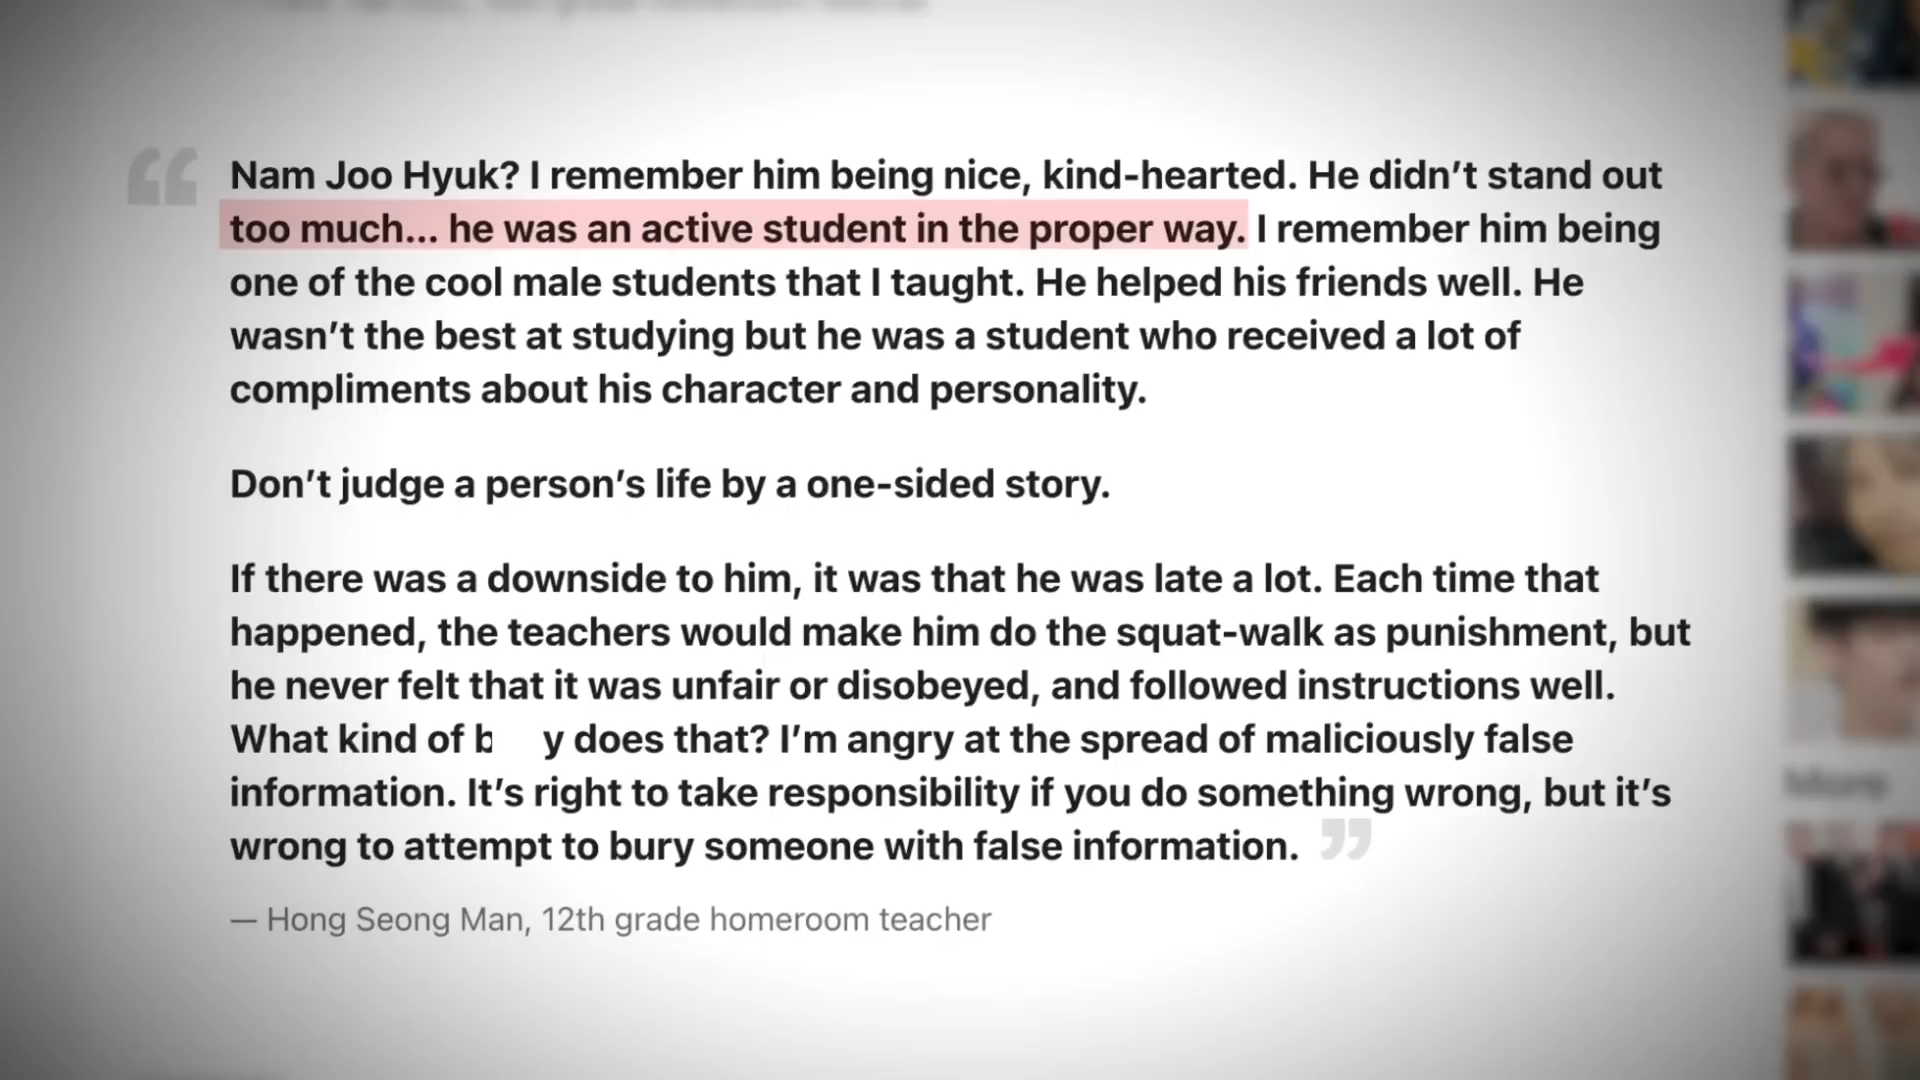 Nam Joo Hyuk? I remember him being nice, kind-hearted. He didn’t stand out
too much... he was an active student in the proper way. I remember him being
one of the cool male students that I taught. He helped his friends well. He
wasn’t the best at studying but he was a student who received a lot of
compliments about his character and personality.
Don’t judge a person’s life by a one-sided story.
If there was a downside to him, it was that he was late a lot. Each time that
happened, the teachers would make him do the squat-walk as punishment, but
he never felt that it was unfair or disobeyed, and followed instructions well.
What kind of b y does that? I’m angry at the spread of maliciously false
information. It’s right to take responsibility if you do something wrong, but it’s
wrong to attempt to bury someone with false information.
— Hong Seong Man, 12th grade homeroom teacher
More